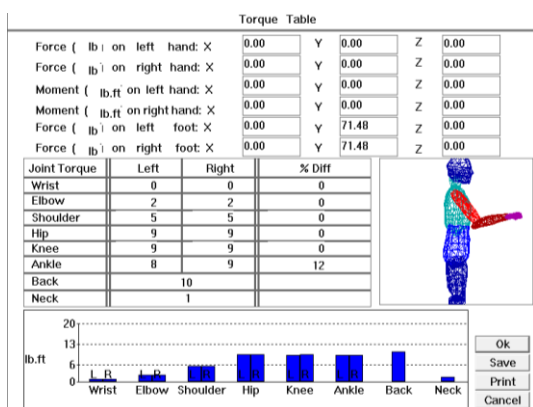 Torque Table
Force ( lb ) on left hand: X 0.00 Y 0.00 Z 0.00
Force ( lb ) on right hand: X 0.00 Y 0.00 Z 0.00
Moment ( lb.ft on left hand: X 0.00 Y 0.00 Z 0.00
Moment ( lb.ft on right hand: X 0.00 Y 0.00 Z 0.00
Force ( lb ) on left foot: X 0.00 Y 71.48 Z 0.00
Force ( lb ) on right foot: X 0.00 Y 71.48 Z 0.00
Joint Torque Left Right % Diff
Wrist 0 0 0
Elbow 2 2 0
Shoulder 5 5 0
Hip 9 9 0
Knee 9 9 0
Ankle 8 9 12
Back 10
Neck 1
20
13
lb.ft
6
0
L R L R L R L R L R L R
Wrist Elbow Shoulder Hip Knee Ankle Back Neck
Ok
Save
Print
Cancel